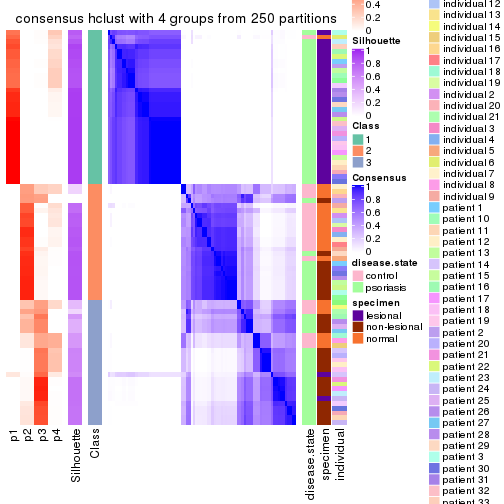 consensus hclust with 4 groups from 250 partitions
0.4
0.2
0
Silhouette
1
0.8
0.6
0.4
0.2
0
Class
1
2
3
Consensus
1
0.8
0.6
0.4
0.2
0
disease.state
control
psoriasis
specimen
lesional
non-lesional
normal
individual 12
individual 13
individual 14
individual 15
individual 16
individual 17
individual 18
individual 19
individual 2
individual 20
individual 21
individual 3
individual 4
individual 5
individual 6
individual 7
individual 8
individual 9
patient 1
patient 10
patient 11
patient 12
patient 13
patient 14
patient 15
patient 16
patient 17
patient 18
patient 19
patient 2
patient 20
patient 21
patient 22
patient 23
patient 24
patient 25
patient 26
patient 27
patient 28
patient 29
patient 3
patient 30
patient 31
patient 32
patient 33
p1
p2
p3
p4
Silhouette
Class
disease.state
specimen
individual